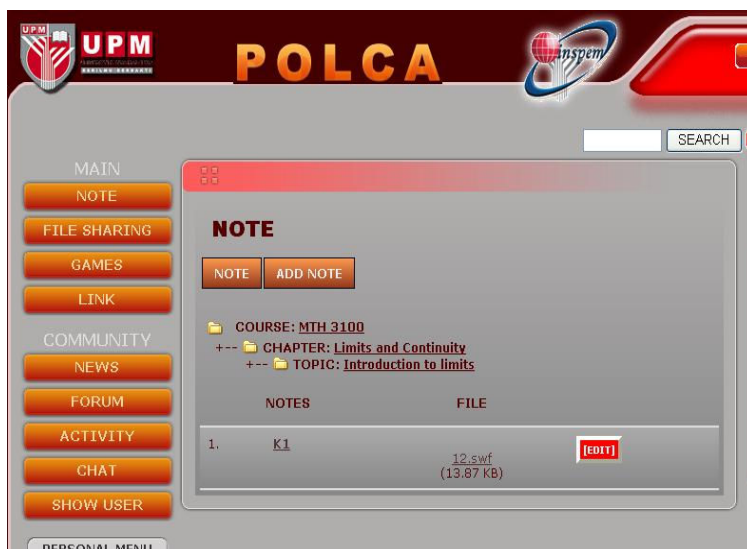 UPM
UPM
POLCA
inspem
SEARCH
MAIN
NOTE
FILE SHARING
GAMES
LINK
COMMUNITY
NEWS
FORUM
ACTIVITY
CHAT
SHOW USER
PERSONAL MENU
NOTE
NOTE ADD NOTE
COURSE: MTH 3100
+-- CHAPTER: Limits and Continuity
+-- TOPIC: Introduction to limits
NOTES FILE
1. K1 [EDIT]
12.swf
(13.87 KB)